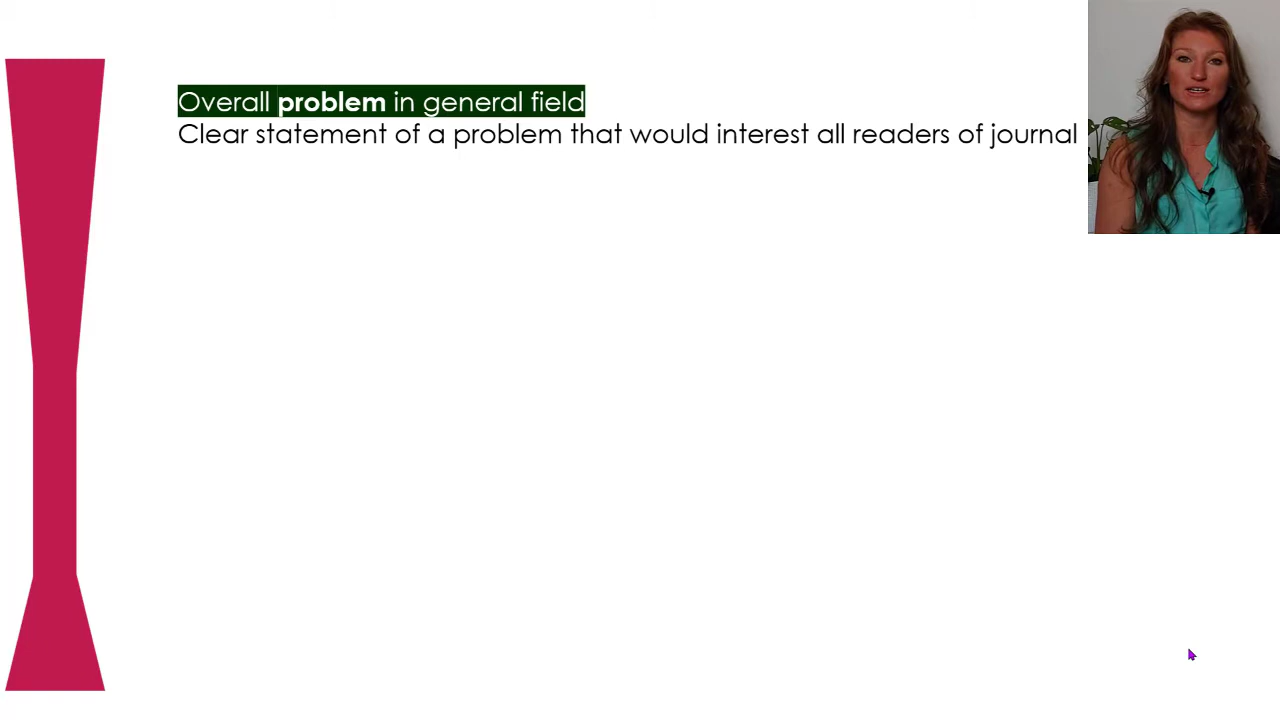 Overall problem in general field
Clear statement of a problem that would interest all readers of journal